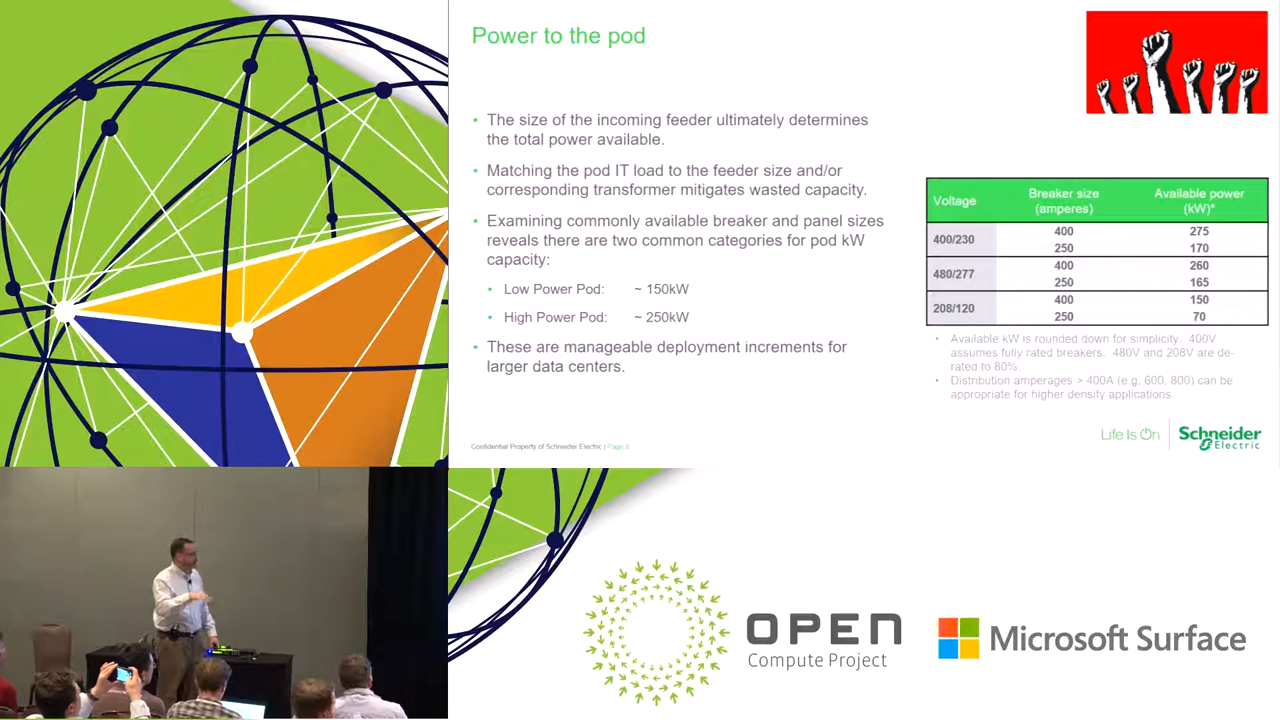 Power to the pod
• The size of the incoming feeder ultimately determines
the total power available.
• Matching the pod IT load to the feeder size and/or
corresponding transformer mitigates wasted capacity.
• Examining commonly available breaker and panel sizes
reveals there are two common categories for pod kW
capacity:
• Low Power Pod: ~ 150kW
• High Power Pod: ~ 250kW
• These are manageable deployment increments for
larger data centers.
Confidential Property of Schneider Electric | Page 5
Voltage Breaker size (amperes) Available power (kW)*
400/230 400 275
250 170
480/277 400 260
250 165
208/120 400 150
250 70
• Available kW is rounded down for simplicity. 400V
assumes fully rated breakers. 480V and 208V are de-
rated to 80%.
• Distribution amperages > 400A (e.g. 600, 800) can be
appropriate for higher density applications
Life Is On
Schneider
Electric
OPEN
Compute Project
Microsoft Surface